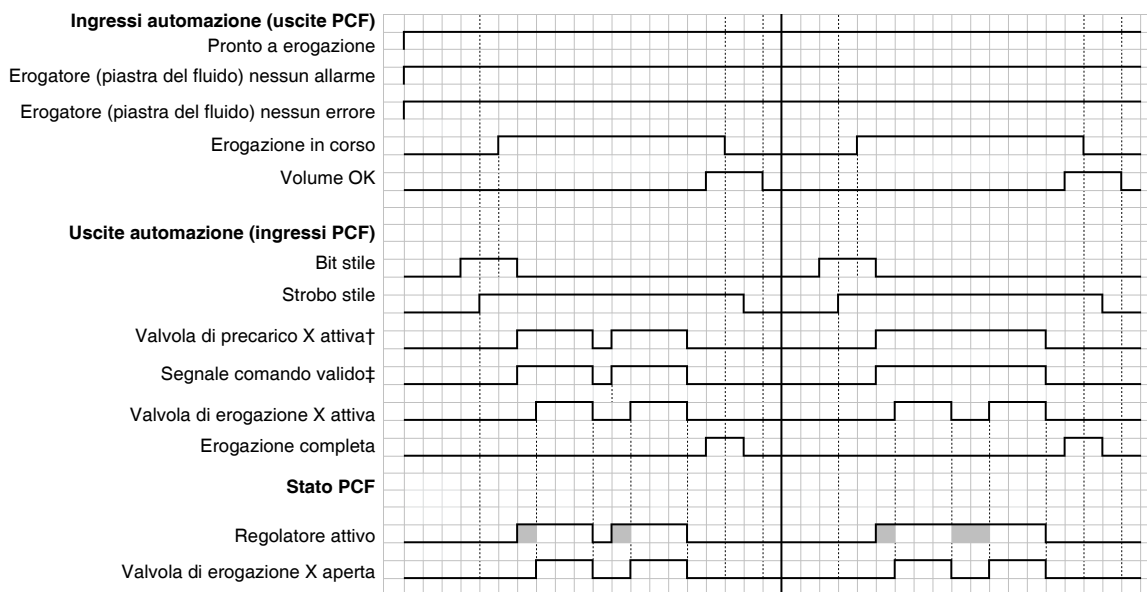 Ingressi automazione (uscite PCF)
Pronto a erogazione
Erogatore (piastra del fluido) nessun allarme
Erogatore (piastra del fluido) nessun errore
Erogazione in corso
Volume OK
Uscite automazione (ingressi PCF)
Bit stile
Strobo stile
Valvola di precarico X attiva†
Segnale comando valido‡
Valvola di erogazione X attiva
Erogazione completa
Stato PCF
Regolatore attivo
Valvola di erogazione X aperta